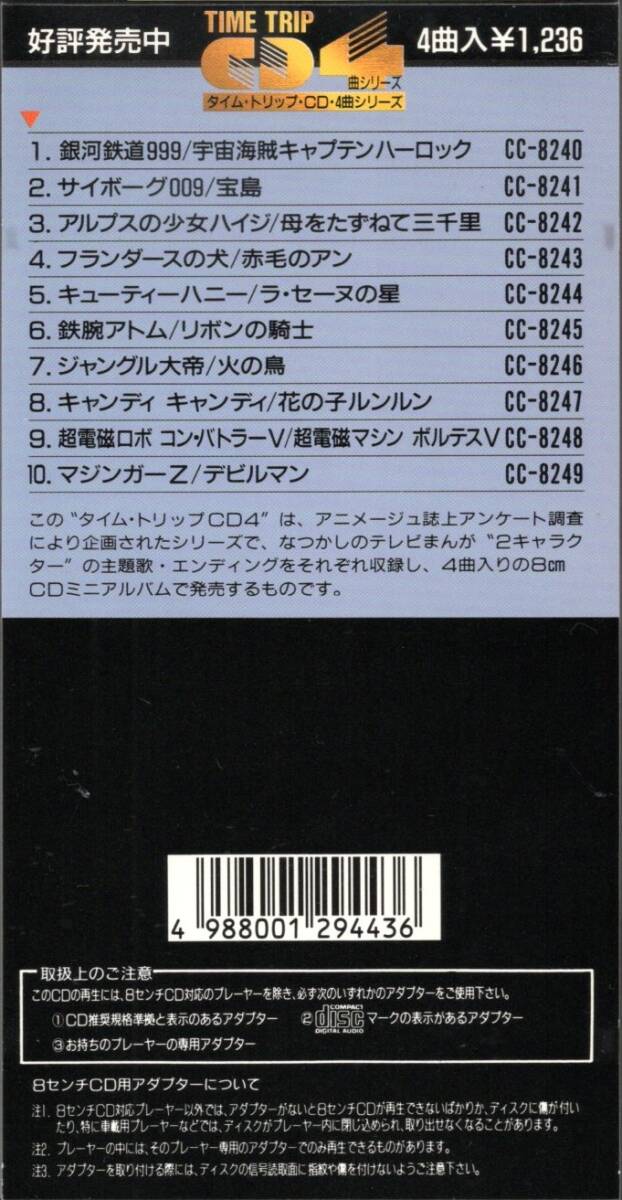 好評発売中
TIME TRIP
CD4
曲シリーズ
タイム・トリップ・CD・4曲シリーズ
4曲入¥1,236
1. 銀河鉄道999/宇宙海賊キャプテンハーロック CC-8240
2. サイボーグ009/宝島 CC-8241
3. アルプスの少女ハイジ/母をたずねて三千里 CC-8242
4. フランダースの犬/赤毛のアン CC-8243
5. キューティーハニー/ラ・セーヌの星 CC-8244
6. 鉄腕アトム/リボンの騎士 CC-8245
7. ジャングル大帝/火の鳥 CC-8246
8. キャンディ キャンディ/花の子ルンルン CC-8247
9. 超電磁ロボ コン・バトラーV/超電磁マシン ボルテスV CC-8248
10. マジンガーZ/デビルマン CC-8249
この“タイム・トリップCD4”は、アニメージュ誌上アンケート調査
により企画されたシリーズで、なつかしのテレビまんが“2キャラク
ター”の主題歌・エンディングをそれぞれ収録し、4曲入りの8cm
CDミニアルバムで発売するものです。
4 988001 294436
取扱上のご注意
このCDの再生には、8センチCD対応のプレーヤーを除き、必ず次のいずれかのアダプターをご使用下さい。
①CD推奨規格準拠と表示のあるアダプター ②COMPACT disc DIGITAL AUDIO マークの表示があるアダプター
③お持ちのプレーヤーの専用アダプター
8センチCD用アダプターについて
注1. 8センチCD対応プレーヤー以外では、アダプターがないと8センチCDが再生できないばかりか、ディスクに傷が付い
たり、特に車載用プレーヤーなどでは、ディスクがプレーヤー内に閉じ込められ、取り出せなくなることがあります。
注2. プレーヤーの中には、そのプレーヤー専用のアダプターでのみ再生できるものがあります。
注3. アダプターを取り付ける際には、ディスクの信号読取面に指紋や傷を付けないようご注意下さい。